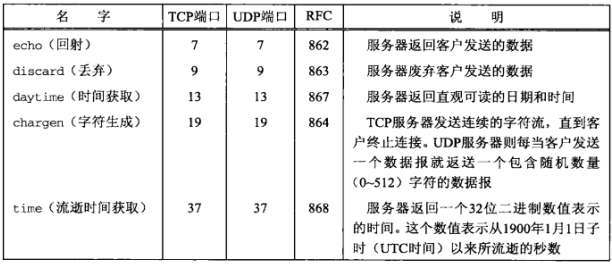 名 字 TCP端口 UDP端口 RFC 说 明
echo（回射） 7 7 862 服务器返回客户发送的数据
discard（丢弃） 9 9 863 服务器废弃客户发送的数据
daytime（时间获取） 13 13 867 服务器返回直观可读的日期和时间
chargen（字符生成） 19 19 864 TCP服务器发送连续的字符流，直到客
户终止连接。UDP服务器则每当客户发送
一个数据报就返送一个包含随机数量
（0~512）字符的数据报
time（流逝时间获取） 37 37 868 服务器返回一个32位二进制数值表示
的时间。这个数值表示从1900年1月1日子
时（UTC时间）以来所流逝的秒数